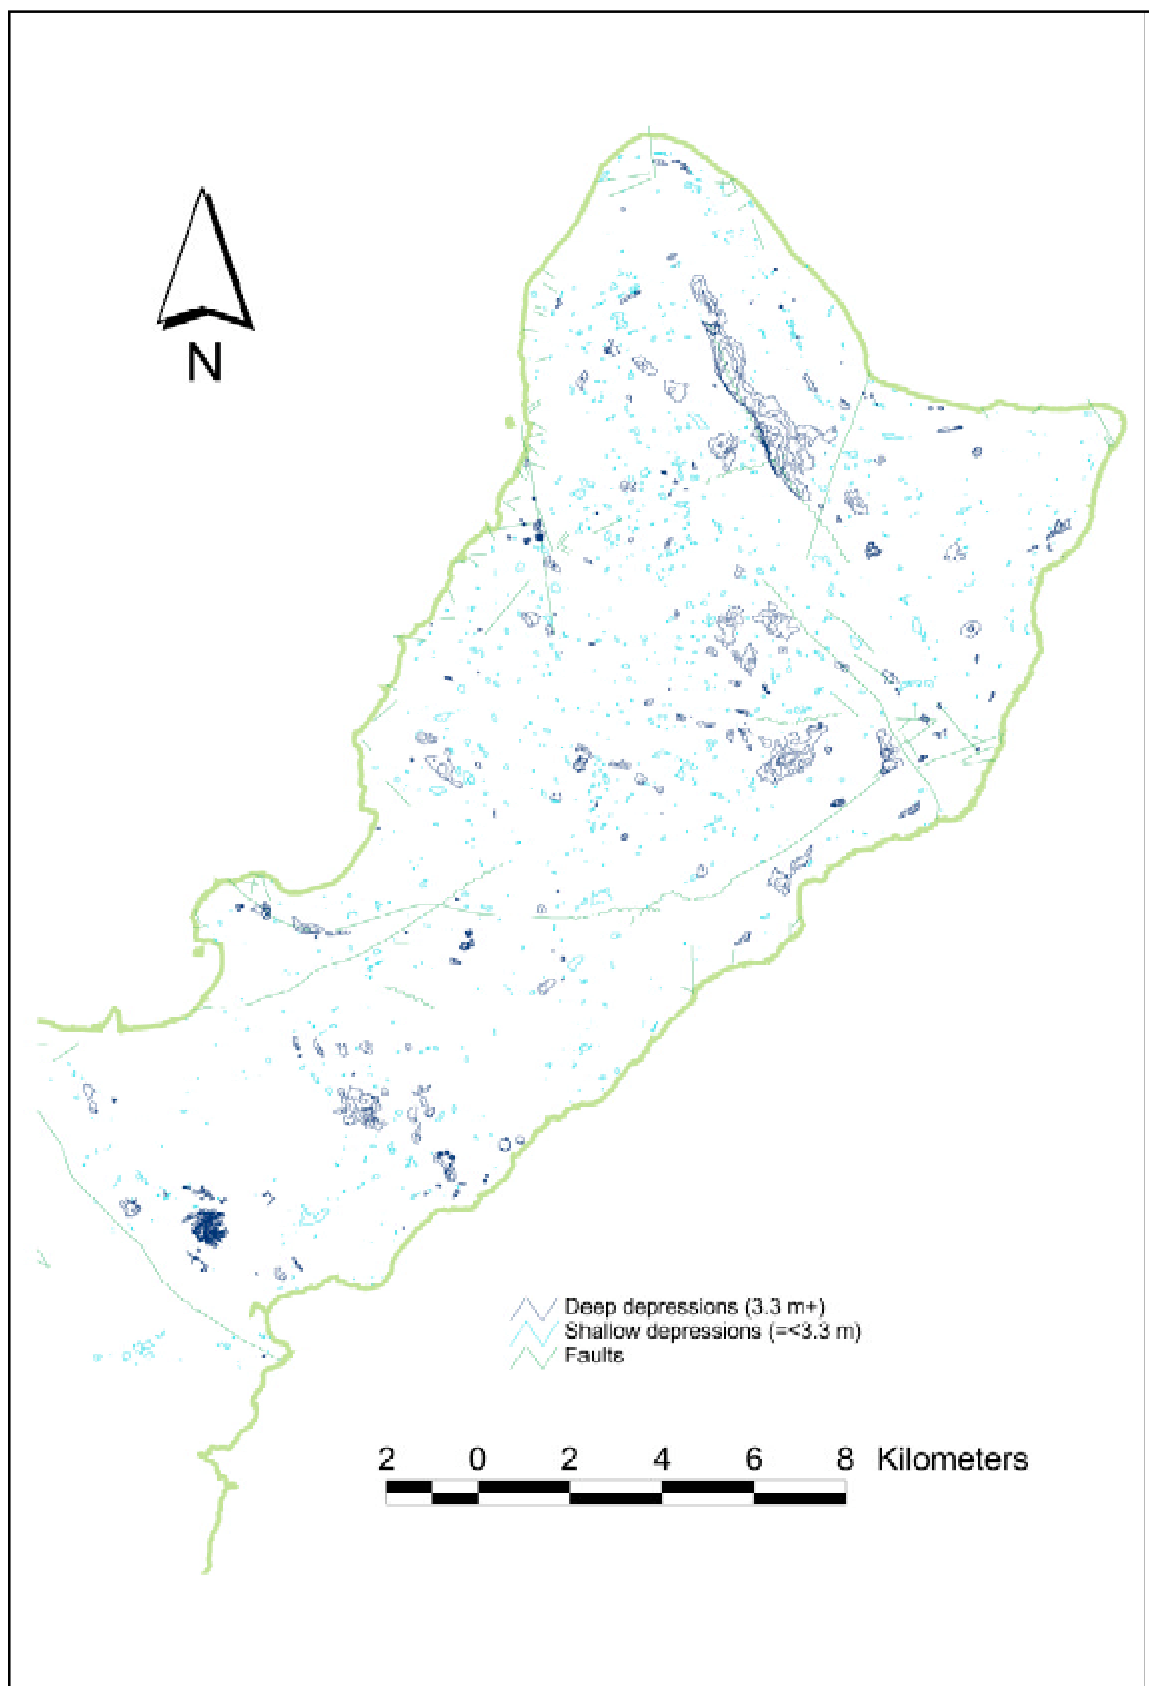 N
Deep depressions (3.3 m+)
Shallow depressions (=<3.3 m)
Faults
2 0 2 4 6 8 Kilometers